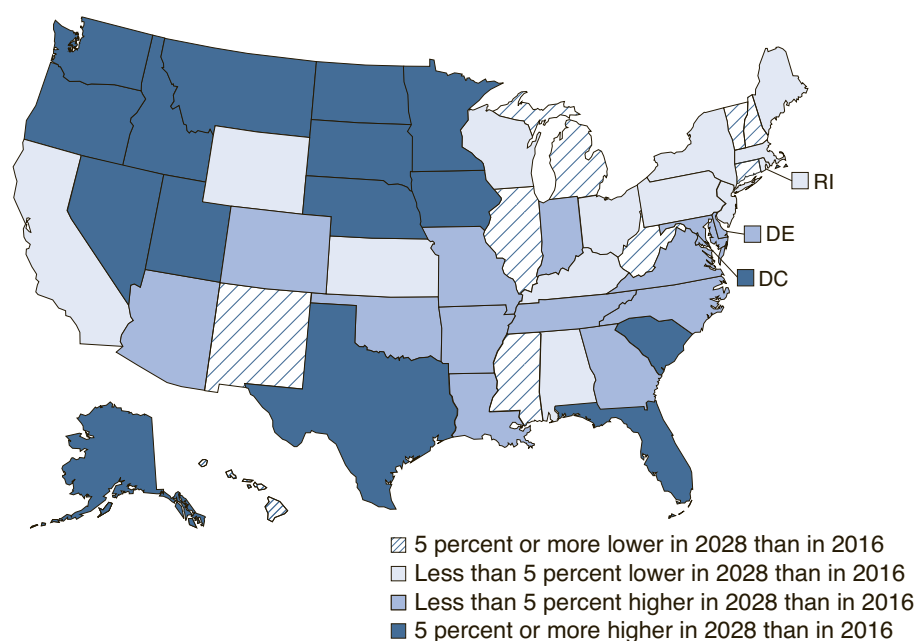 RI
DE
DC
5 percent or more lower in 2028 than in 2016
Less than 5 percent lower in 2028 than in 2016
Less than 5 percent higher in 2028 than in 2016
5 percent or more higher in 2028 than in 2016